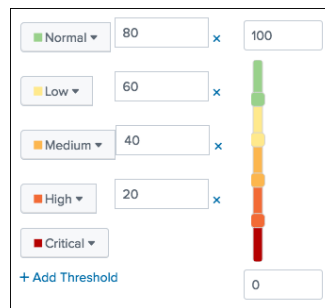 Normal 80 × 100
Low 60 ×
Medium 40 ×
High 20 ×
Critical
+ Add Threshold
0